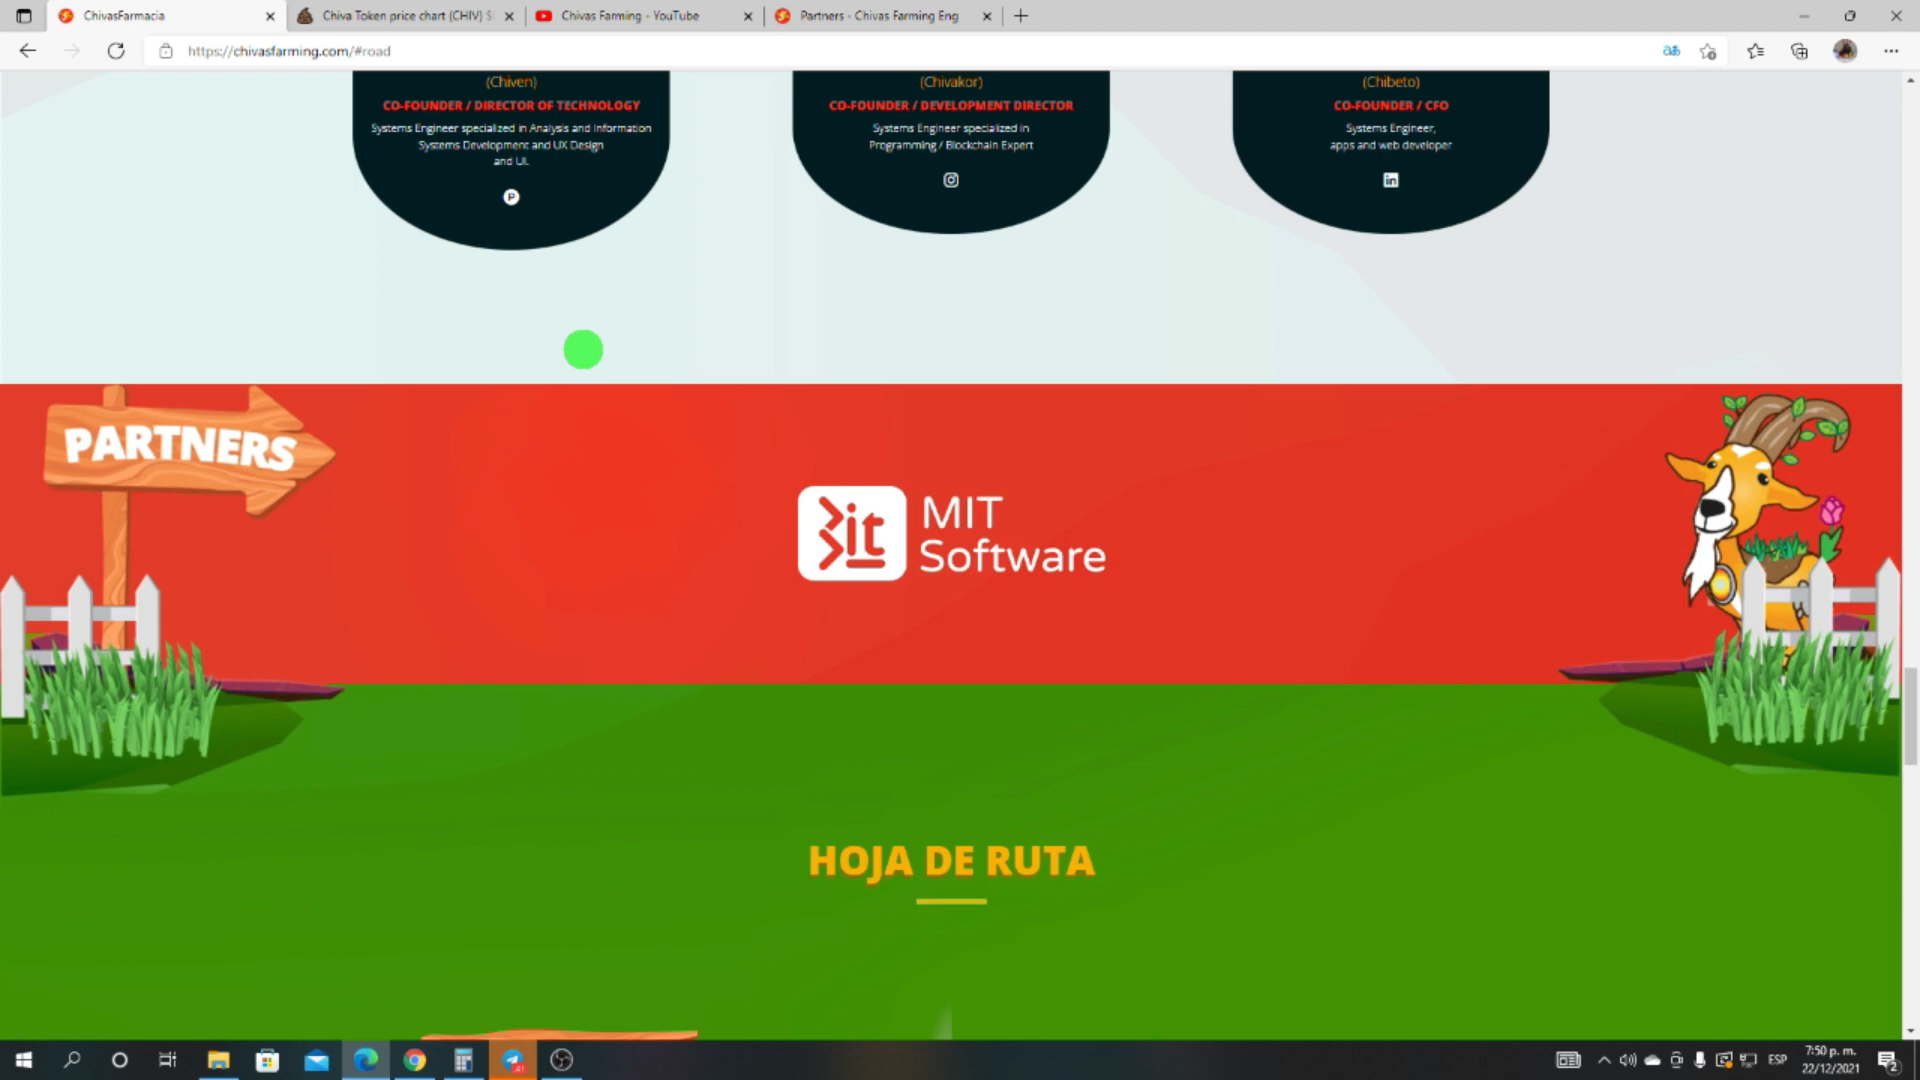 ChivasFarmacia
Chiva Token price chart (CHIV) $
Chivas Farming - YouTube
Partners - Chivas Farming Eng
https://chivasfarming.com/#road
(Chiven)
CO-FOUNDER / DIRECTOR OF TECHNOLOGY
Systems Engineer specialized in Analysis and Information
Systems Development and UX Design
and UI.
P
(Chivakor)
CO-FOUNDER / DEVELOPMENT DIRECTOR
Systems Engineer specialized in
Programming / Blockchain Expert
(Chibeto)
CO-FOUNDER / CFO
Systems Engineer,
apps and web developer
in
PARTNERS
it
MIT
Software
HOJA DE RUTA
ESP
7:50 p. m.
22/12/2021
2